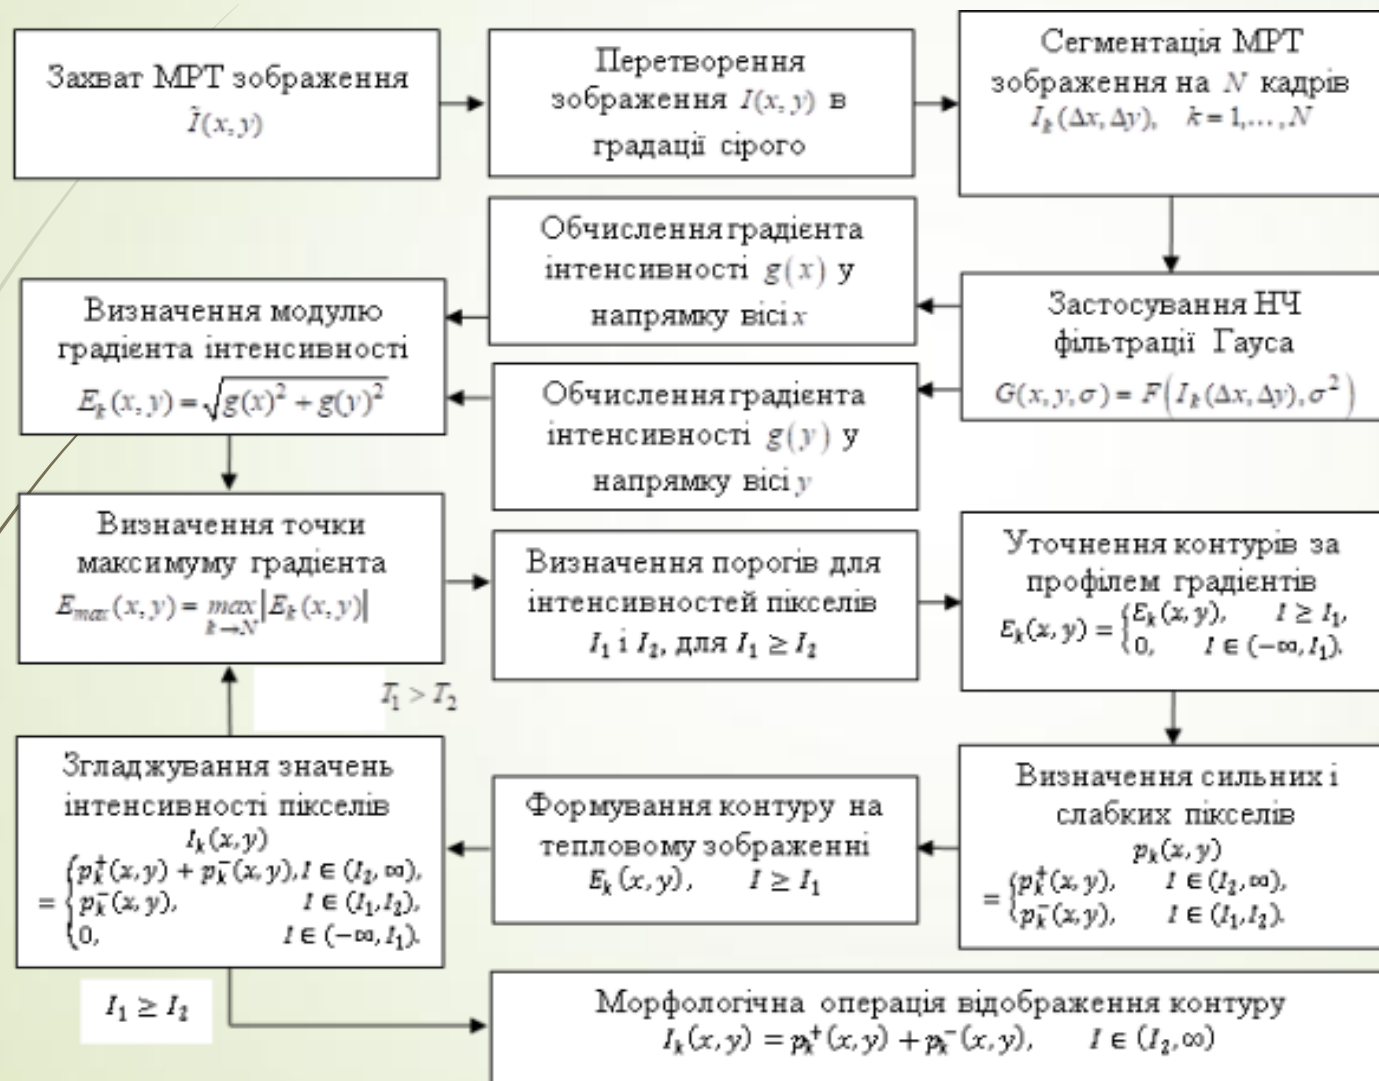 Захват МРТ зображення
Ĩ(x, y)
Перетворення
зображення I(x, y) в
градації сірого
Сегментація МРТ
зображення на N кадрів
I_k(Δx, Δy), k = 1,..., N
Застосування НЧ
фільтрації Гауса
G(x, y, σ) = F(I_k(Δx, Δy), σ²)
Обчислення градієнта
інтенсивності g(x) у
напрямку вісі x
Обчислення градієнта
інтенсивності g(y) у
напрямку вісі y
Визначення модулю
градієнта інтенсивності
E_k(x, y) = √(g(x)² + g(y)²)
Визначення точки
максимуму градієнта
E_max(x, y) = max|E_k(x, y)|
k→N
Визначення порогів для
інтенсивностей пікселів
I₁ і I₂, для I₁ ≥ I₂
Уточнення контурів за
профілем градієнтів
E_k(x, y) = {E_k(x, y), I ≥ I₁,
0, I ∈ (−∞, I₁).
Визначення сильних і
слабких пікселів
p_k(x, y)
= {p_k⁺(x, y), I ∈ (I₂, ∞),
p_k⁻(x, y), I ∈ (I₁, I₂).
Формування контуру на
тепловому зображенні
E_k(x, y), I ≥ I₁
Згладжування значень
інтенсивності пікселів
I_k(x, y)
= {p_k⁺(x, y) + p_k⁻(x, y), I ∈ (I₂, ∞),
p_k⁻(x, y), I ∈ (I₁, I₂),
0, I ∈ (−∞, I₁).
T₁ > T₂
I₁ ≥ I₂
Морфологічна операція відображення контуру
I_k(x, y) = p_k⁺(x, y) + p_k⁻(x, y), I ∈ (I₂, ∞)